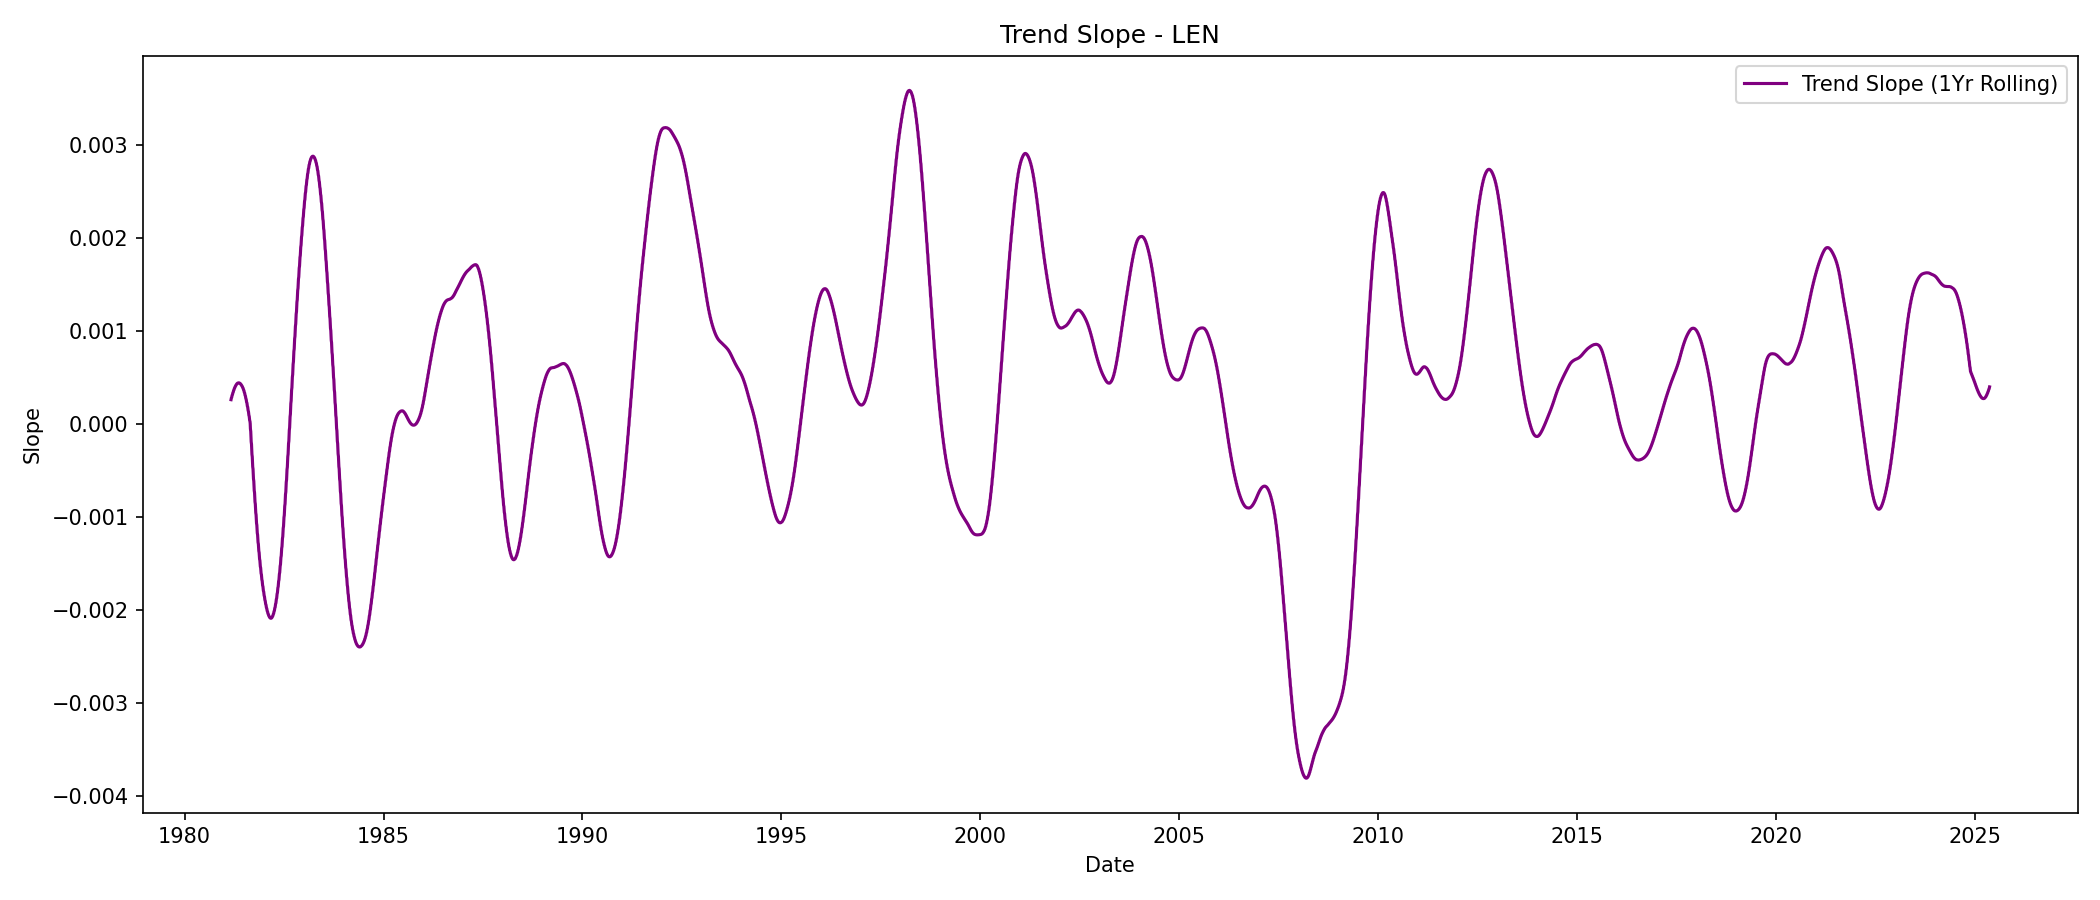 Trend Slope - LEN
Trend Slope (1Yr Rolling)
Slope
0.003
0.002
0.001
0.000
−0.001
−0.002
−0.003
−0.004
1980 1985 1990 1995 2000 2005 2010 2015 2020 2025
Date